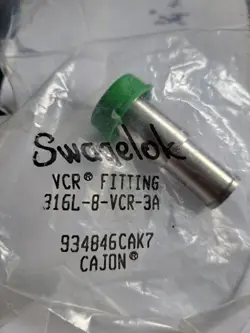 Swagelok
VCR® FITTING
316L-8-VCR-3A
934846CAK7
CAJON®